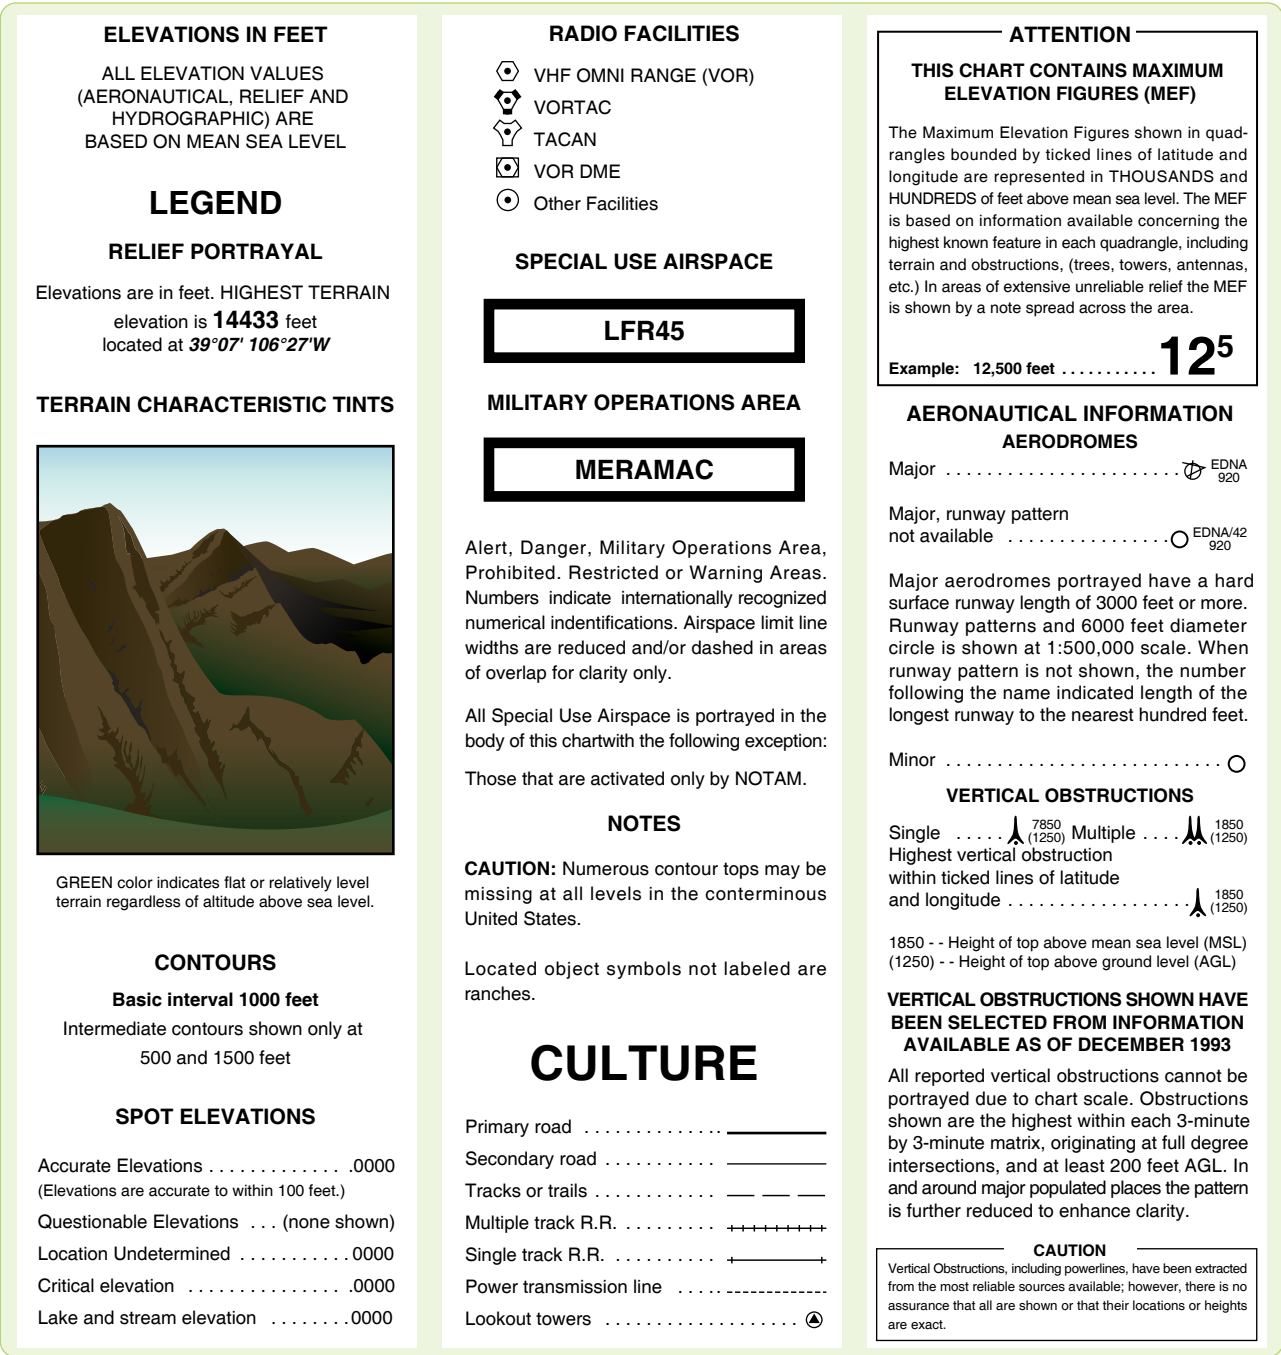 ELEVATIONS IN FEET
ALL ELEVATION VALUES
(AERONAUTICAL, RELIEF AND
HYDROGRAPHIC) ARE
BASED ON MEAN SEA LEVEL
LEGEND
RELIEF PORTRAYAL
Elevations are in feet. HIGHEST TERRAIN
elevation is 14433 feet
located at 39°07' 106°27'W
TERRAIN CHARACTERISTIC TINTS
GREEN color indicates flat or relatively level
terrain regardless of altitude above sea level.
CONTOURS
Basic interval 1000 feet
Intermediate contours shown only at
500 and 1500 feet
SPOT ELEVATIONS
Accurate Elevations . . . . . . . . . . . . . .0000
(Elevations are accurate to within 100 feet.)
Questionable Elevations . . . (none shown)
Location Undetermined . . . . . . . . . . . 0000
Critical elevation . . . . . . . . . . . . . . .0000
Lake and stream elevation . . . . . . . . 0000
RADIO FACILITIES
VHF OMNI RANGE (VOR)
VORTAC
TACAN
VOR DME
Other Facilities
SPECIAL USE AIRSPACE
LFR45
MILITARY OPERATIONS AREA
MERAMAC
Alert, Danger, Military Operations Area,
Prohibited. Restricted or Warning Areas.
Numbers indicate internationally recognized
numerical indentifications. Airspace limit line
widths are reduced and/or dashed in areas
of overlap for clarity only.
All Special Use Airspace is portrayed in the
body of this chartwith the following exception:
Those that are activated only by NOTAM.
NOTES
CAUTION: Numerous contour tops may be
missing at all levels in the conterminous
United States.
Located object symbols not labeled are
ranches.
CULTURE
Primary road . . . . . . . . . . . . . .
Secondary road . . . . . . . . . . .
Tracks or trails . . . . . . . . . . . .
Multiple track R.R. . . . . . . . . .
Single track R.R. . . . . . . . . . .
Power transmission line . . . . .
Lookout towers . . . . . . . . . . . . . . . . . . .
ATTENTION
THIS CHART CONTAINS MAXIMUM
ELEVATION FIGURES (MEF)
The Maximum Elevation Figures shown in quad-
rangles bounded by ticked lines of latitude and
longitude are represented in THOUSANDS and
HUNDREDS of feet above mean sea level. The MEF
is based on information available concerning the
highest known feature in each quadrangle, including
terrain and obstructions, (trees, towers, antennas,
etc.) In areas of extensive unreliable relief the MEF
is shown by a note spread across the area.
Example: 12,500 feet . . . . . . . . . . . 12⁵
AERONAUTICAL INFORMATION
AERODROMES
Major . . . . . . . . . . . . . . . . . . . . . . . EDNA
920
Major, runway pattern
not available . . . . . . . . . . . . . . . . EDNA/42
920
Major aerodromes portrayed have a hard
surface runway length of 3000 feet or more.
Runway patterns and 6000 feet diameter
circle is shown at 1:500,000 scale. When
runway pattern is not shown, the number
following the name indicated length of the
longest runway to the nearest hundred feet.
Minor . . . . . . . . . . . . . . . . . . . . . . . . . . .
VERTICAL OBSTRUCTIONS
Single . . . . . 7850 (1250) Multiple . . . . 1850 (1250)
Highest vertical obstruction
within ticked lines of latitude
and longitude . . . . . . . . . . . . . . . . . . 1850 (1250)
1850 - - Height of top above mean sea level (MSL)
(1250) - - Height of top above ground level (AGL)
VERTICAL OBSTRUCTIONS SHOWN HAVE
BEEN SELECTED FROM INFORMATION
AVAILABLE AS OF DECEMBER 1993
All reported vertical obstructions cannot be
portrayed due to chart scale. Obstructions
shown are the highest within each 3-minute
by 3-minute matrix, originating at full degree
intersections, and at least 200 feet AGL. In
and around major populated places the pattern
is further reduced to enhance clarity.
CAUTION
Vertical Obstructions, including powerlines, have been extracted
from the most reliable sources available; however, there is no
assurance that all are shown or that their locations or heights
are exact.